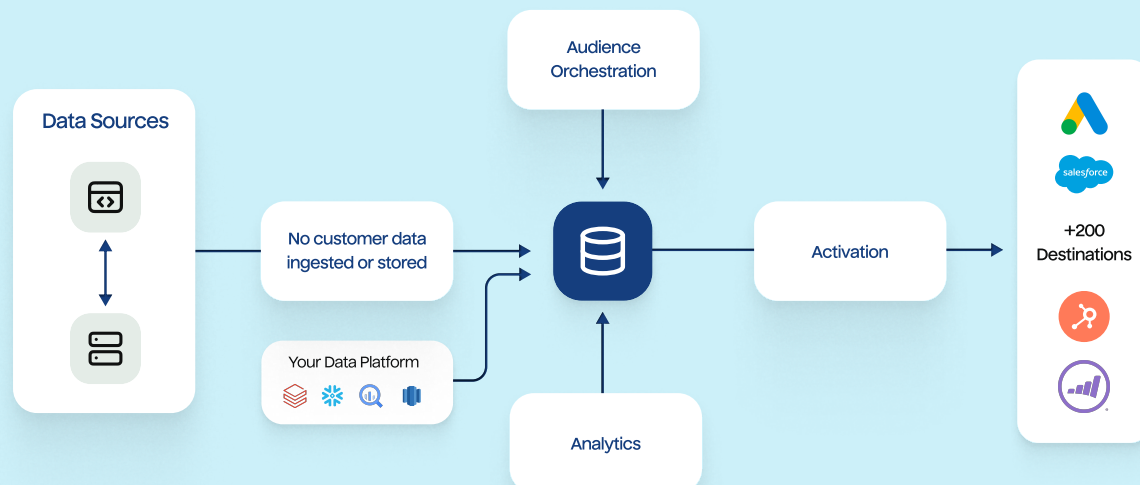 Audience
Orchestration
Data Sources
No customer data
ingested or stored
Your Data Platform
Analytics
Activation
salesforce
+200
Destinations